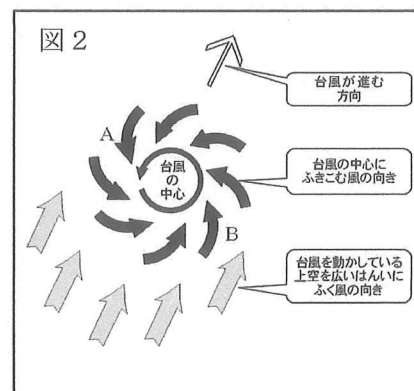 図2
台風が進む
方向
A
台風
の
中心
台風の中心に
ふきこむ風の向き
B
台風を動かしている
上空を広いはんいに
ふく風の向き